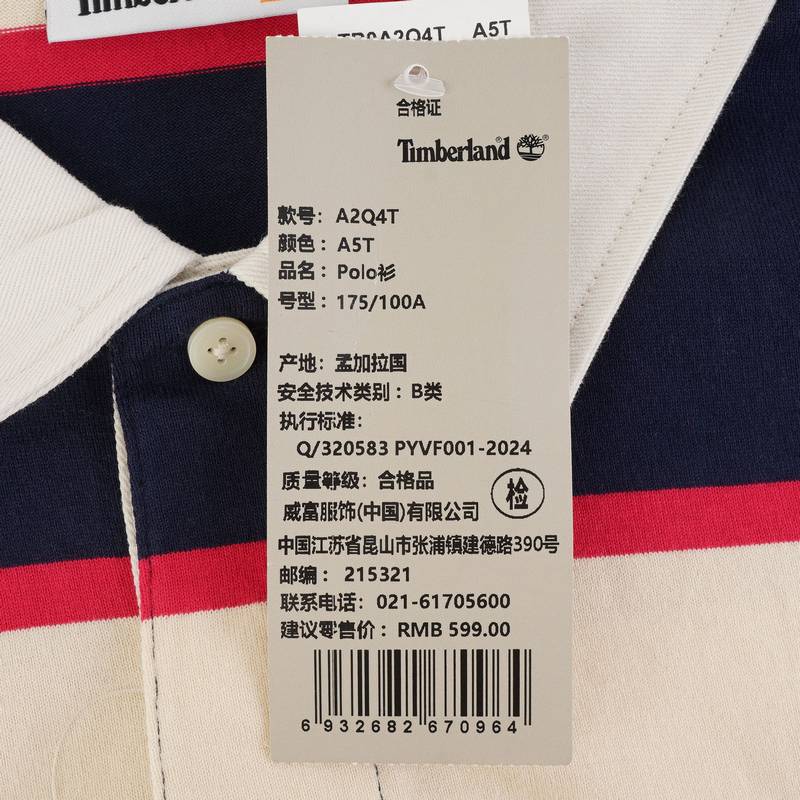 Timberland
TB0A2Q4T A5T
合格证
Timberland
款号: A2Q4T
颜色: A5T
品名: Polo衫
号型: 175/100A
产地: 孟加拉国
安全技术类别: B类
执行标准:
Q/320583 PYVF001-2024
质量等级: 合格品
检
威富服饰(中国)有限公司
中国江苏省昆山市张浦镇建德路390号
邮编: 215321
联系电话: 021-61705600
建议零售价: RMB 599.00
6 932682 670964